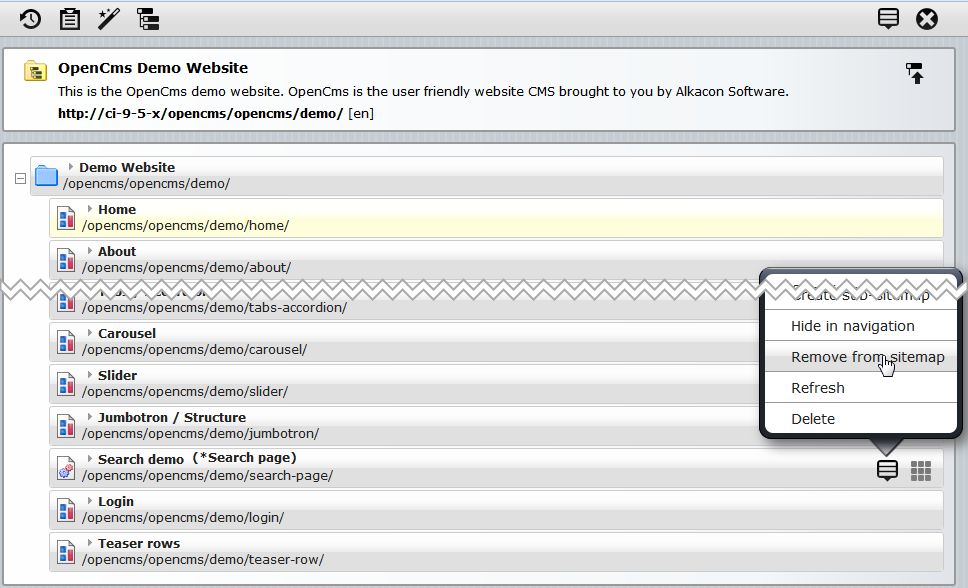 OpenCms Demo Website
This is the OpenCms demo website. OpenCms is the user friendly website CMS brought to you by Alkacon Software.
http://ci-9-5-x/opencms/opencms/demo/ [en]
Demo Website
/opencms/opencms/demo/
Home
/opencms/opencms/demo/home/
About
/opencms/opencms/demo/about/
/opencms/opencms/demo/tabs-accordion/
Carousel
/opencms/opencms/demo/carousel/
Slider
/opencms/opencms/demo/slider/
Jumbotron / Structure
/opencms/opencms/demo/jumbotron/
Search demo (*Search page)
/opencms/opencms/demo/search-page/
Login
/opencms/opencms/demo/login/
Teaser rows
/opencms/opencms/demo/teaser-row/
Create sub-sitemap
Hide in navigation
Remove from sitemap
Refresh
Delete